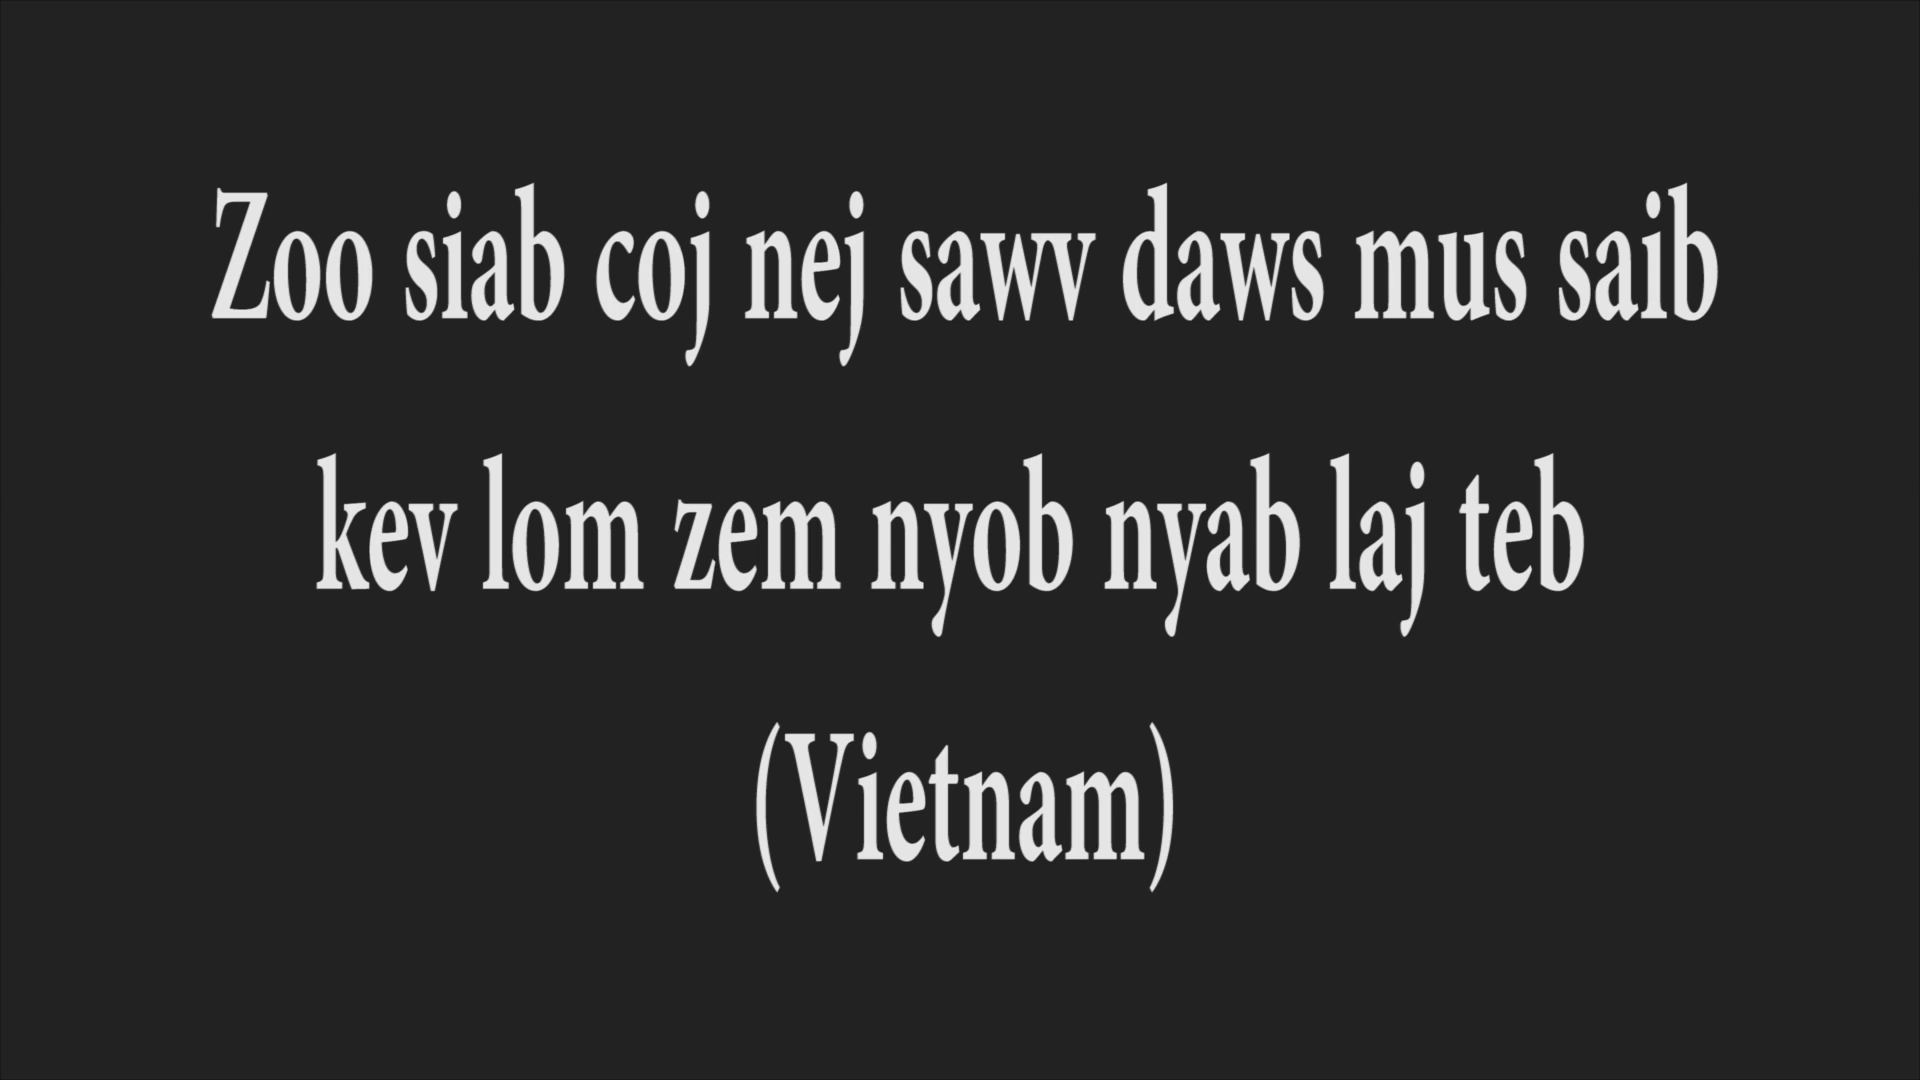 Zoo siab coj nej sawv daws mus saib
kev lom zem nyob nyab laj teb
(Vietnam)